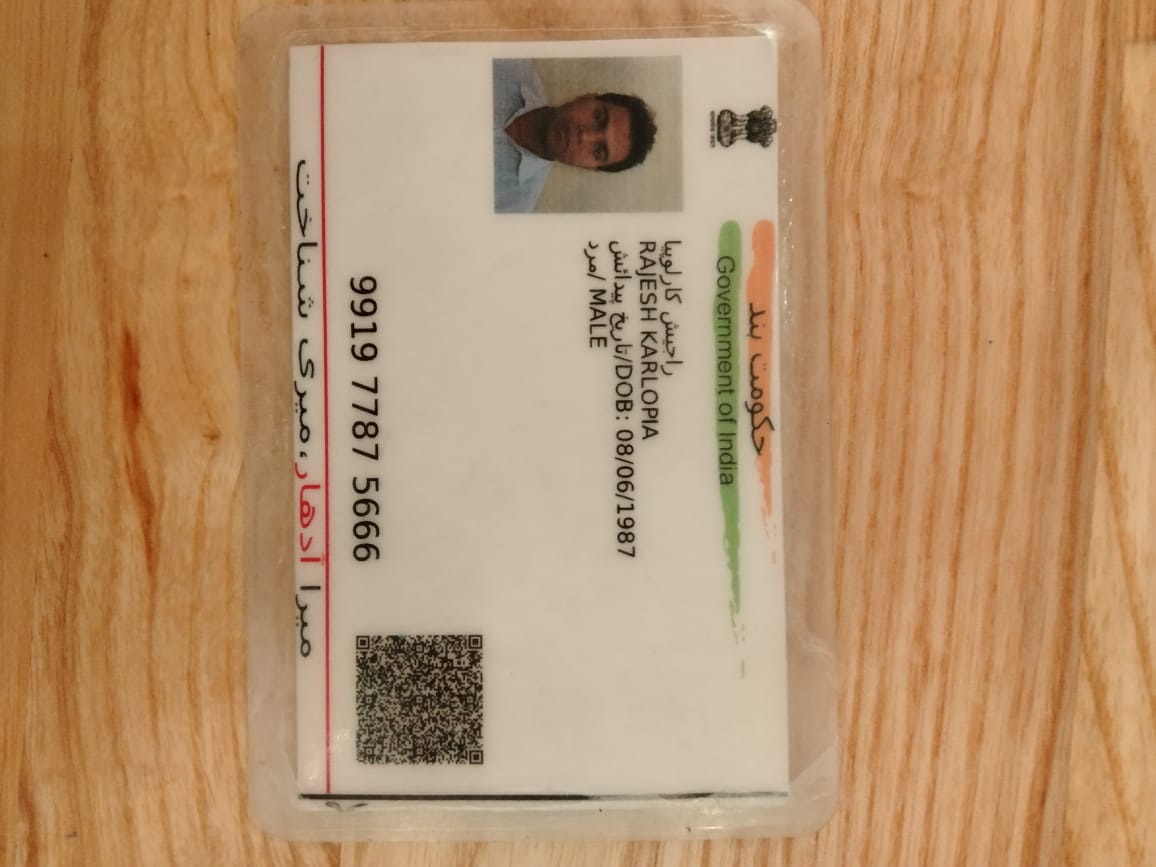 حکومت ہند
Government of India
راجیش کارلوپیا
RAJESH KARLOPIA
تاریخ پیدائش/DOB: 08/06/1987
مرد/ MALE
9919 7787 5666
میرا آدھار، میری شناخت